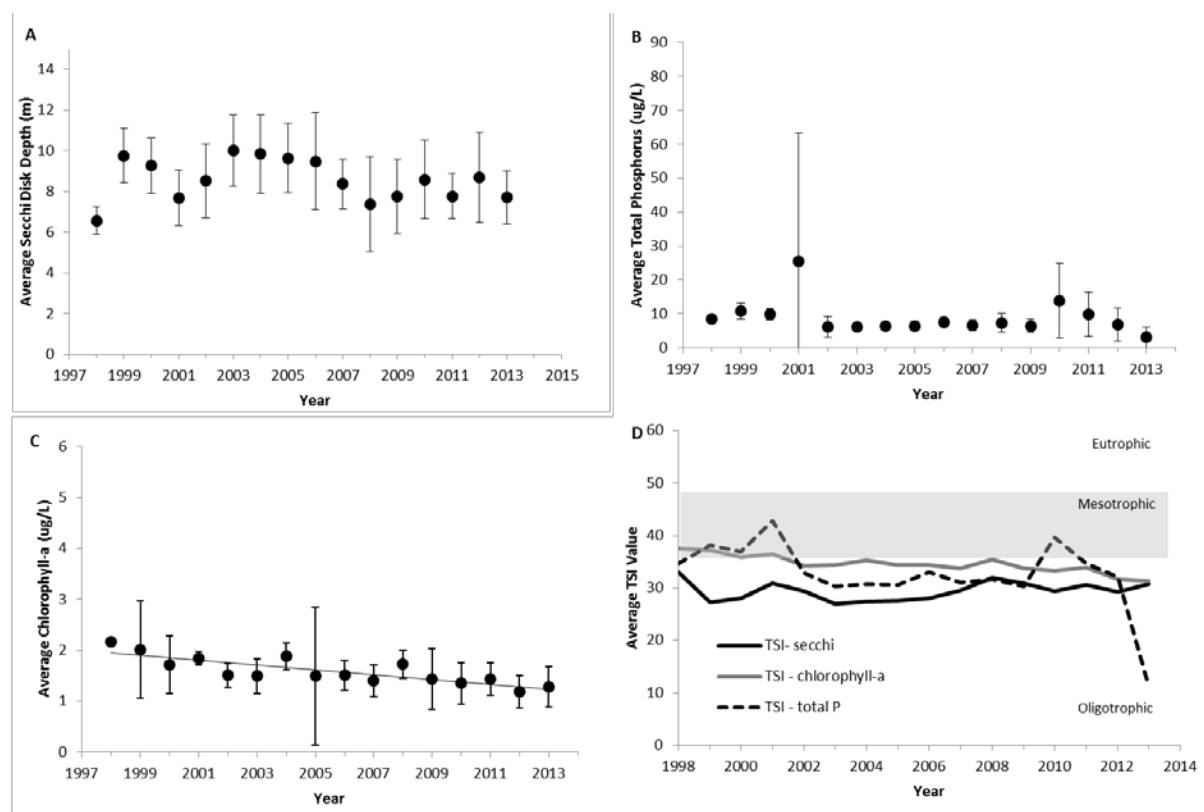 A
Average Secchi Disk Depth (m)
14
12
10
8
6
4
2
0
1997 1999 2001 2003 2005 2007 2009 2011 2013 2015
Year
B
Average Total Phosphorus (ug/L)
90
80
70
60
50
40
30
20
10
0
1997 1999 2001 2003 2005 2007 2009 2011 2013
Year
C
Average Chlorophyll-a (ug/L)
6
5
4
3
2
1
0
1997 1999 2001 2003 2005 2007 2009 2011 2013
Year
D
Average TSI Value
60
50
40
30
20
10
0
Eutrophic
Mesotrophic
TSI- secchi
TSI - chlorophyll-a
TSI - total P
Oligotrophic
1998 2000 2002 2004 2006 2008 2010 2012 2014
Year